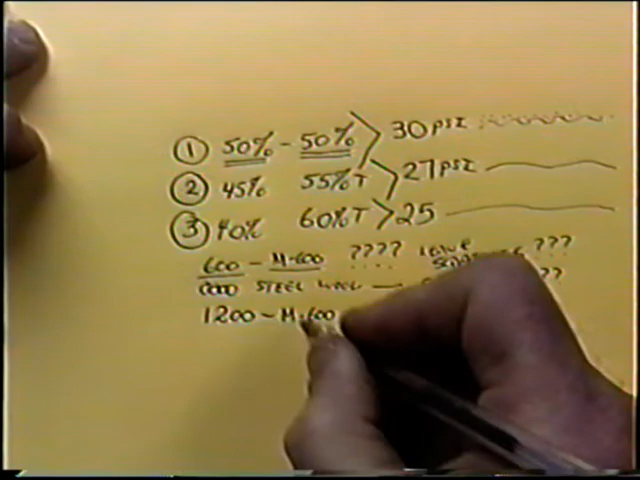 ① 50% - 50% > 30 PSI
② 45% 55% T > 27 PSI
③ 40% 60% T > 25
600 - M-600 ???? LEAVE ???
0000 STEEL WOOL — ??
1200 - M-600